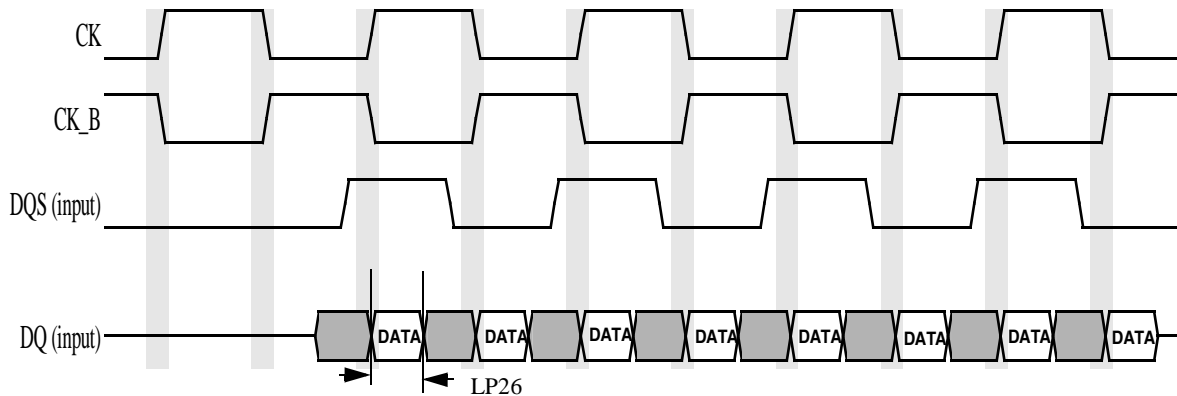 CK
CK_B
DQS (input)
DQ (input)
DATA DATA DATA DATA DATA DATA DATA DATA
LP26